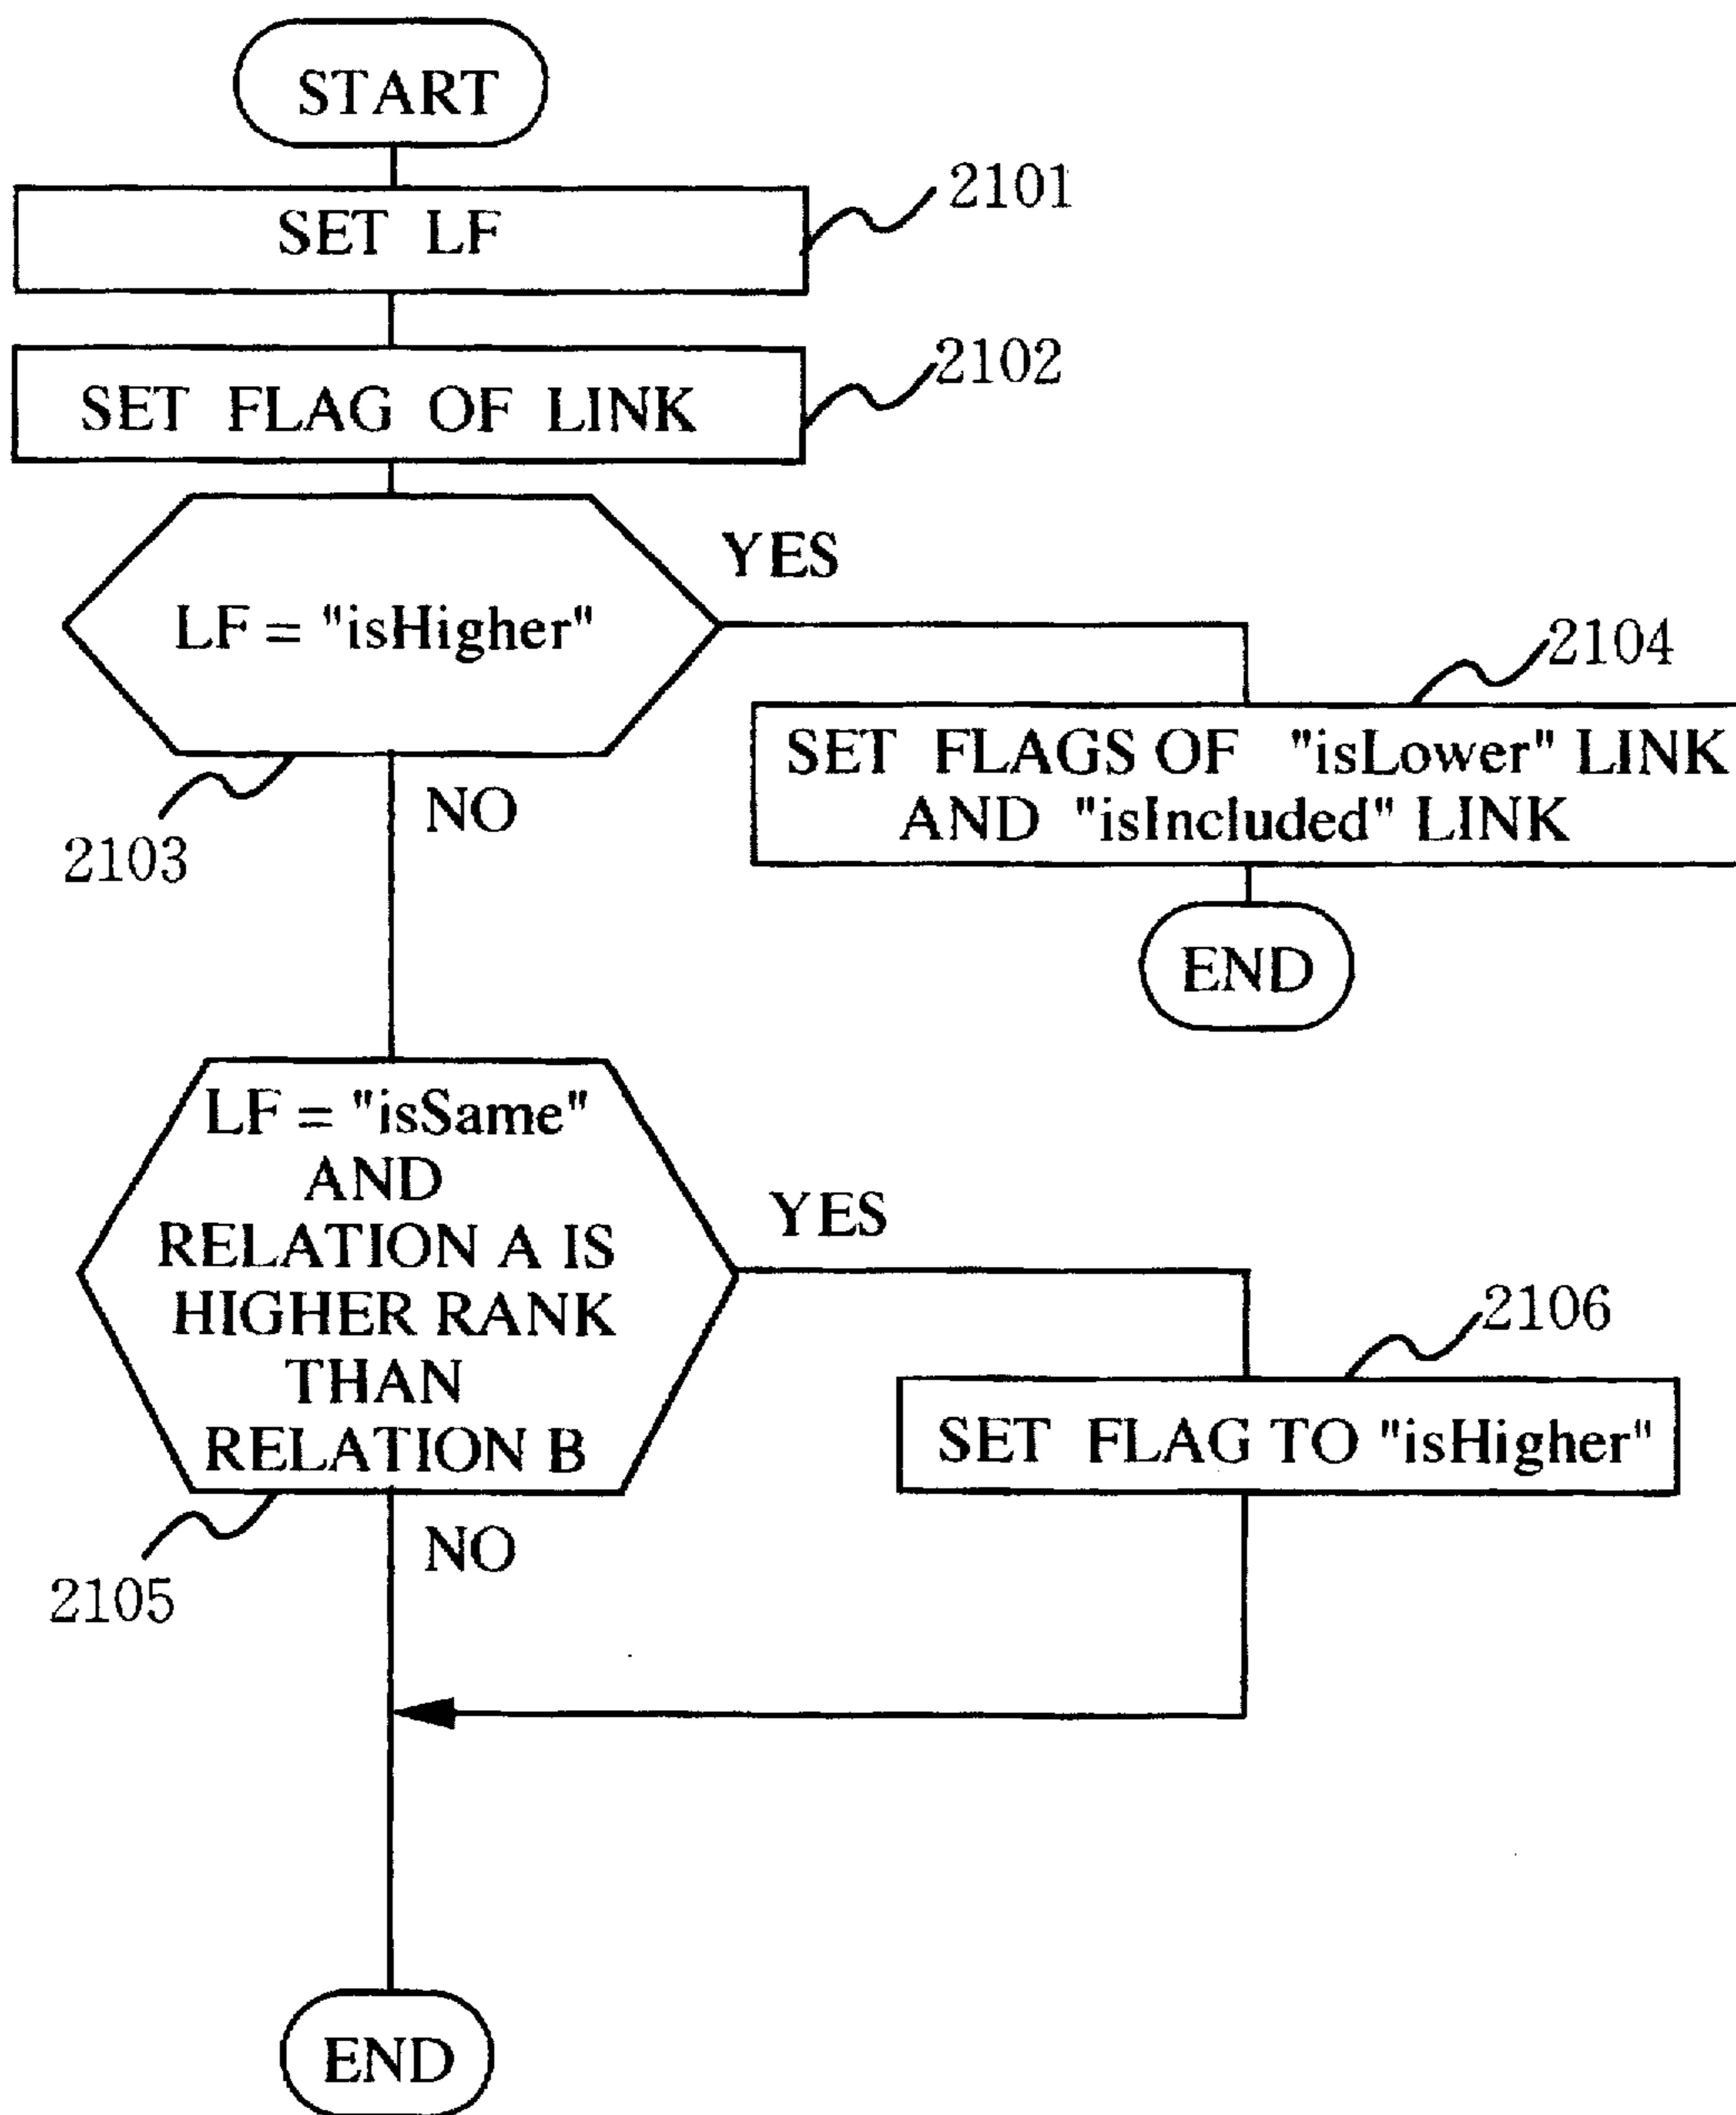 START
SET LF
2101
SET FLAG OF LINK
2102
LF = "isHigher"
YES
NO
2103
2104
SET FLAGS OF "isLower" LINK
AND "isIncluded" LINK
END
LF = "isSame"
AND
RELATION A IS
HIGHER RANK
THAN
RELATION B
YES
NO
2105
2106
SET FLAG TO "isHigher"
END